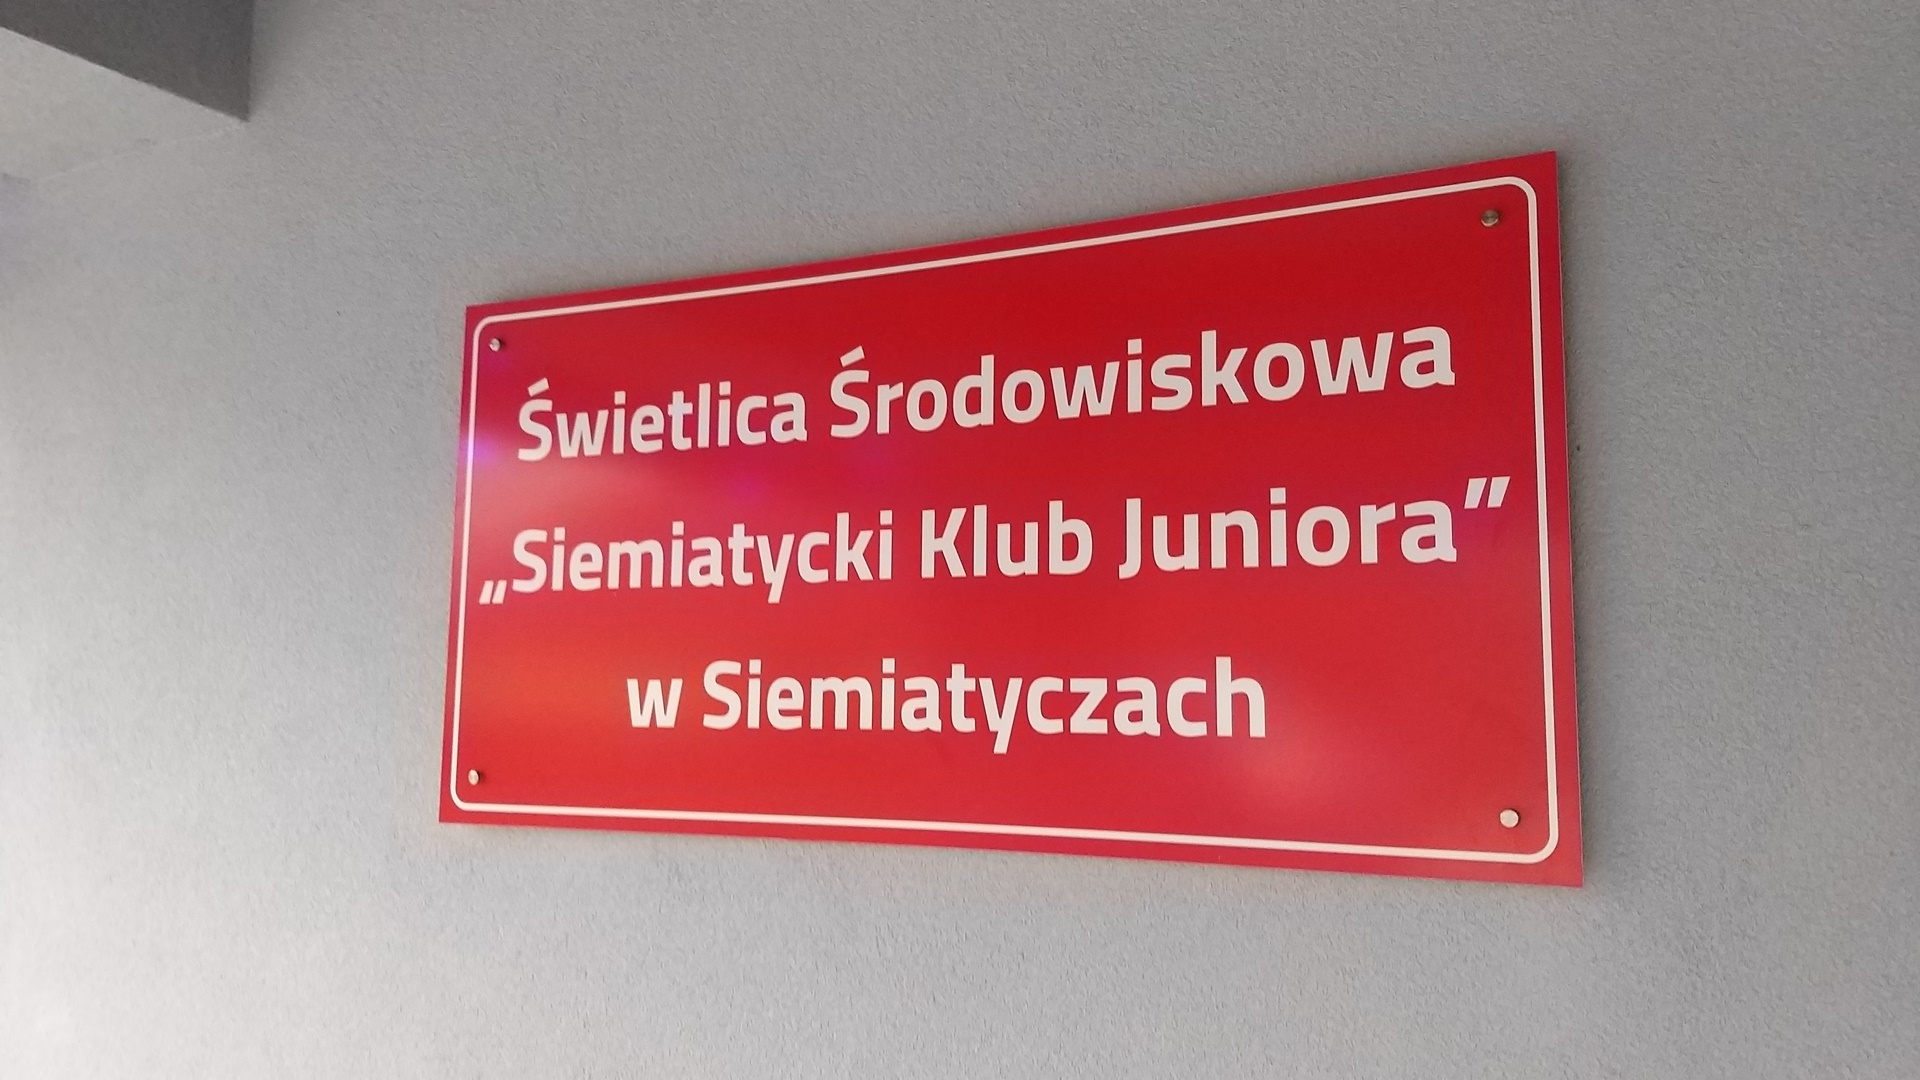 Świetlica Środowiskowa
„Siemiatycki Klub Juniora”
w Siemiatyczach